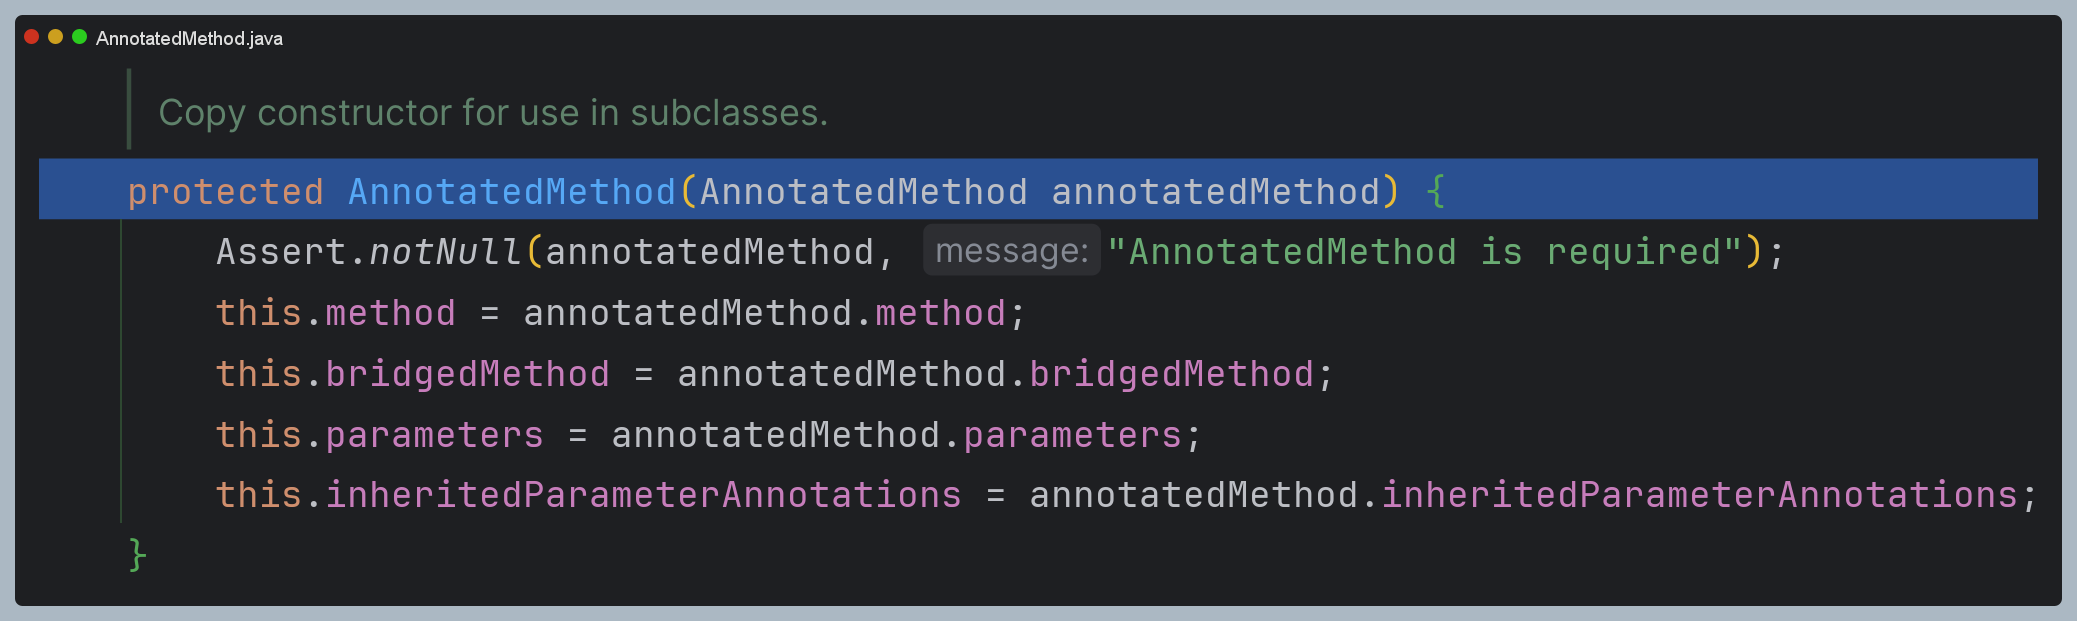 AnnotatedMethod.java
Copy constructor for use in subclasses.
protected AnnotatedMethod(AnnotatedMethod annotatedMethod) {
Assert.notNull(annotatedMethod, message: "AnnotatedMethod is required");
this.method = annotatedMethod.method;
this.bridgedMethod = annotatedMethod.bridgedMethod;
this.parameters = annotatedMethod.parameters;
this.inheritedParameterAnnotations = annotatedMethod.inheritedParameterAnnotations;
}